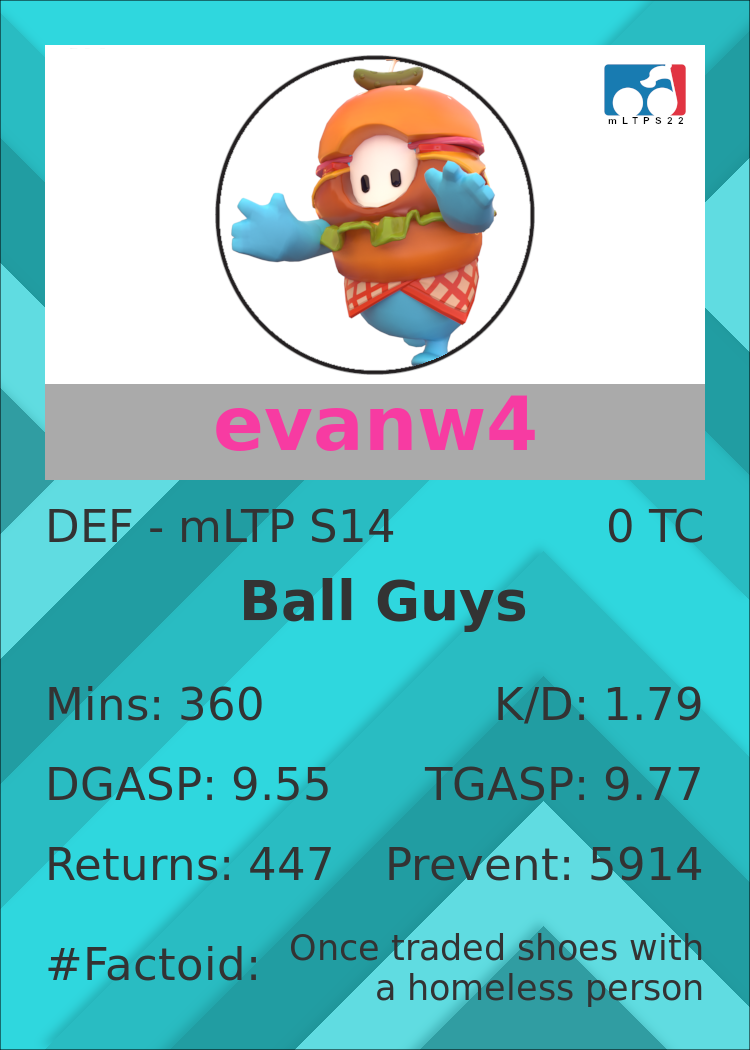 mLTPS22
evanw4
DEF - mLTP S14 0 TC
Ball Guys
Mins: 360 K/D: 1.79
DGASP: 9.55 TGASP: 9.77
Returns: 447 Prevent: 5914
#Factoid: Once traded shoes with
a homeless person